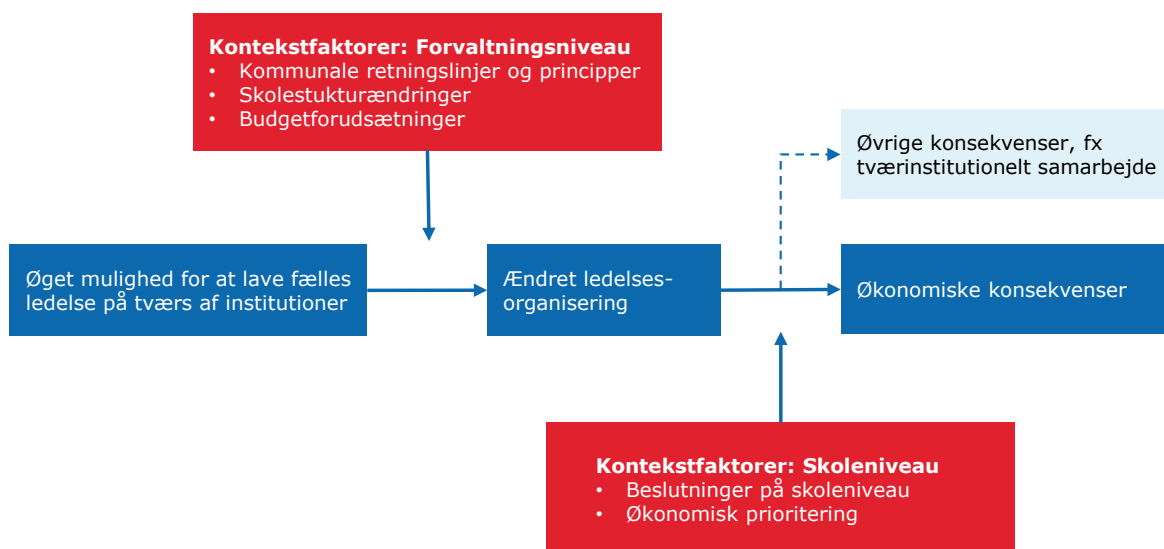 Kontekstfaktorer: Forvaltningsniveau
• Kommunale retningslinjer og principper
• Skolestukturændringer
• Budgetforudsætninger
Øvrige konsekvenser, fx
tværinstitutionelt samarbejde
Øget mulighed for at lave fælles
ledelse på tværs af institutioner
Ændret ledelses-
organisering
Økonomiske konsekvenser
Kontekstfaktorer: Skoleniveau
• Beslutninger på skoleniveau
• Økonomisk prioritering